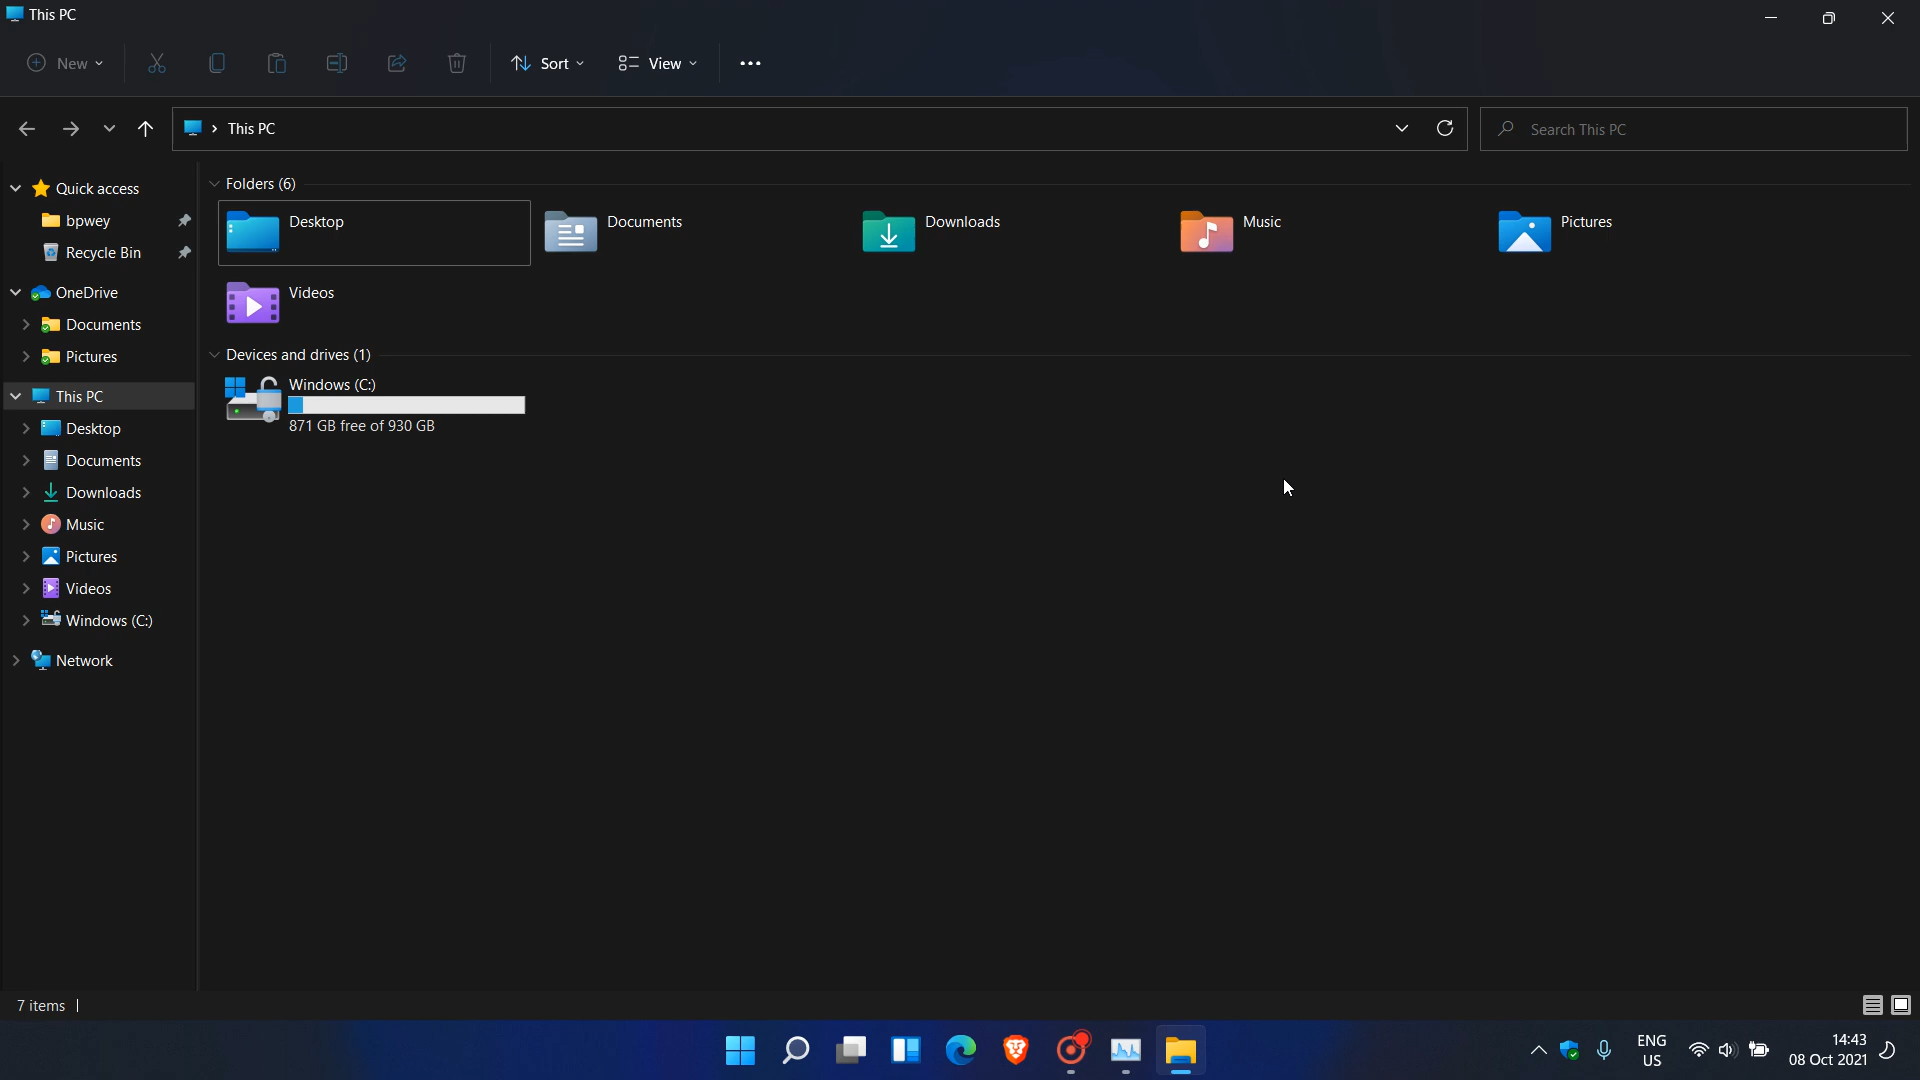 This PC
New
Sort
View
This PC
Search This PC
Quick access
bpwey
Recycle Bin
OneDrive
Documents
Pictures
This PC
Desktop
Documents
Downloads
Music
Pictures
Videos
Windows (C:)
Network
Folders (6)
Desktop
Documents
Downloads
Music
Pictures
Videos
Devices and drives (1)
Windows (C:)
871 GB free of 930 GB
7 items
ENG
US
14:43
08 Oct 2021